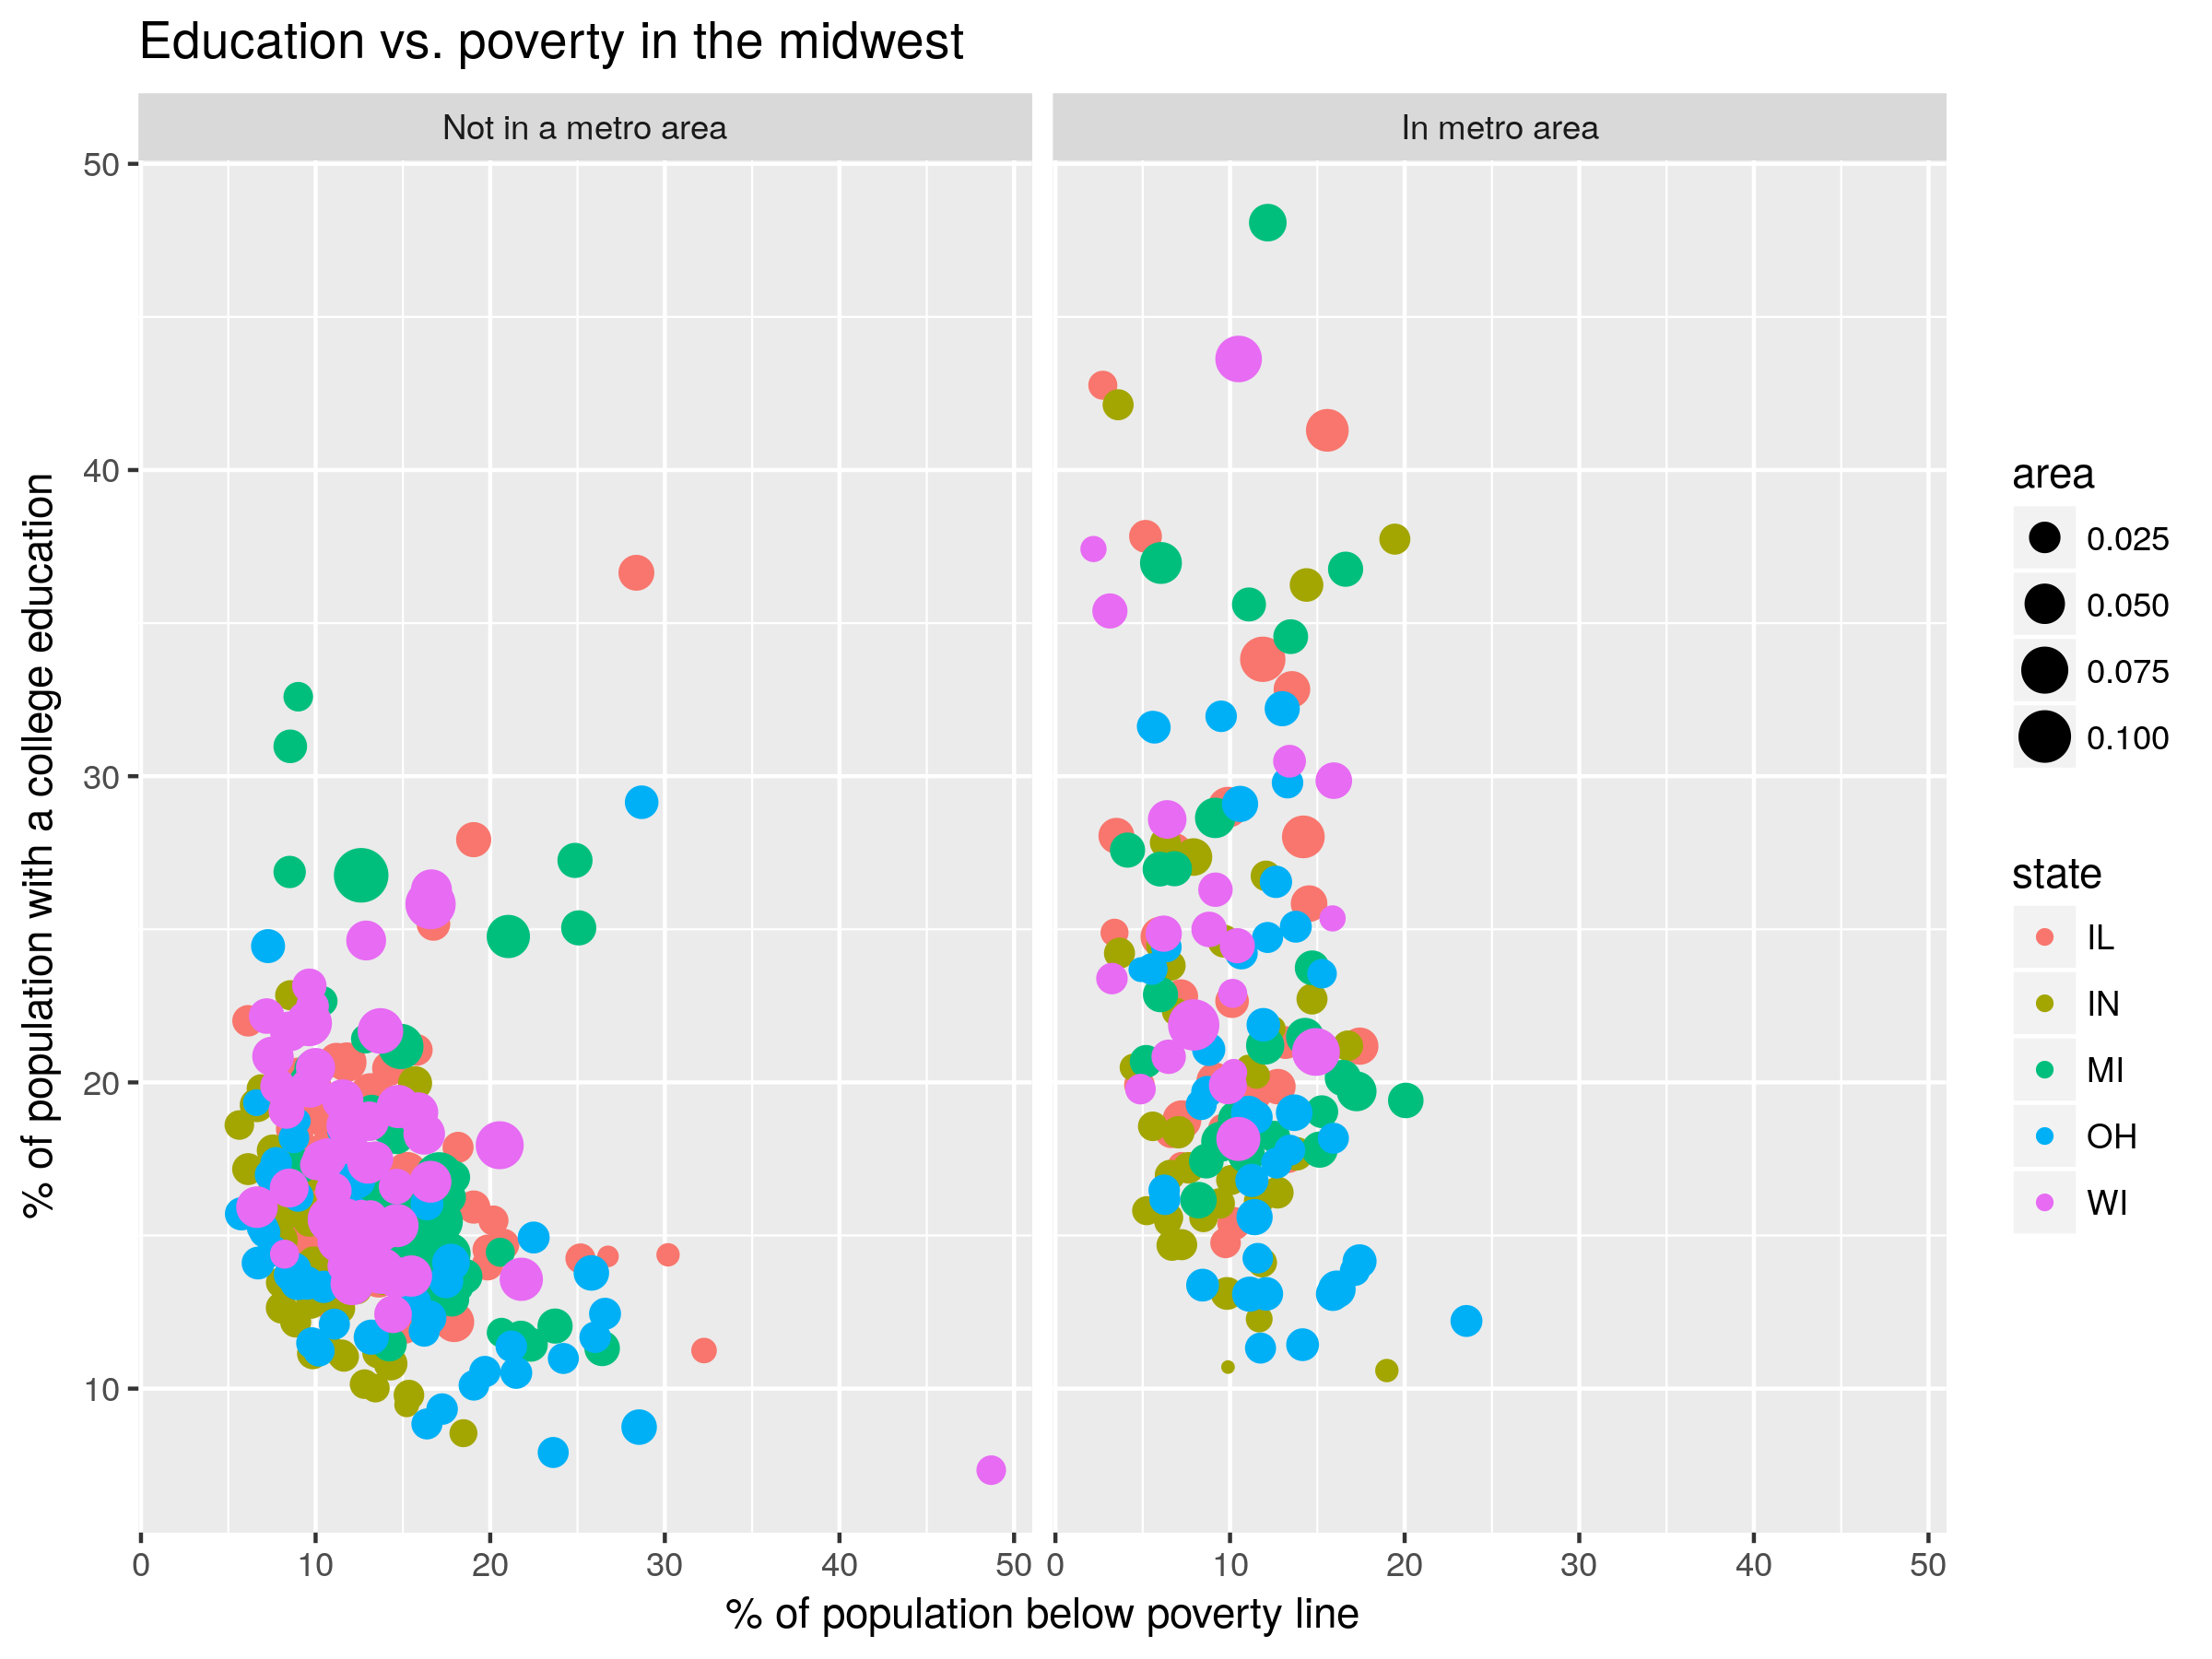 Education vs. poverty in the midwest
Not in a metro area
In metro area
% of population with a college education
50
40
30
20
10
0 10 20 30 40 50
0 10 20 30 40 50
% of population below poverty line
area
0.025
0.050
0.075
0.100
state
IL
IN
MI
OH
WI